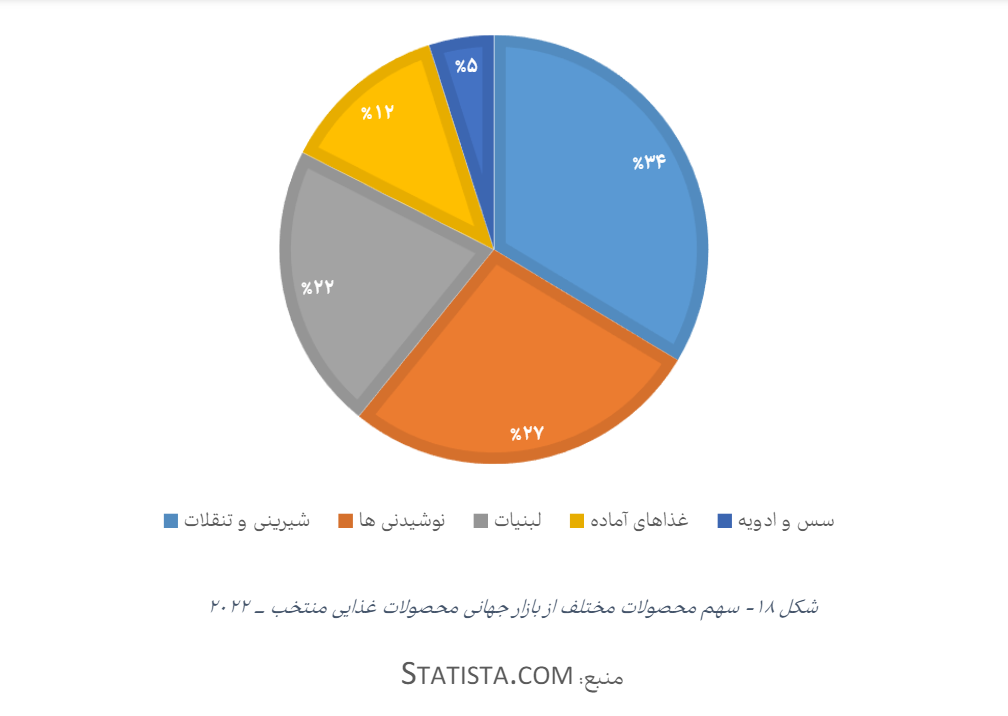 %۵
%۱۲
%۳۴
%۲۲
%۲۷
شیرینی و تنقلات
نوشیدنی ها
لبنیات
غذاهای آماده
سس و ادویه
شکل ۱۸- سهم محصولات مختلف از بازار جهانی محصولات غذایی منتخب ــ ۲۰۲۲
منبع: STATISTA.COM